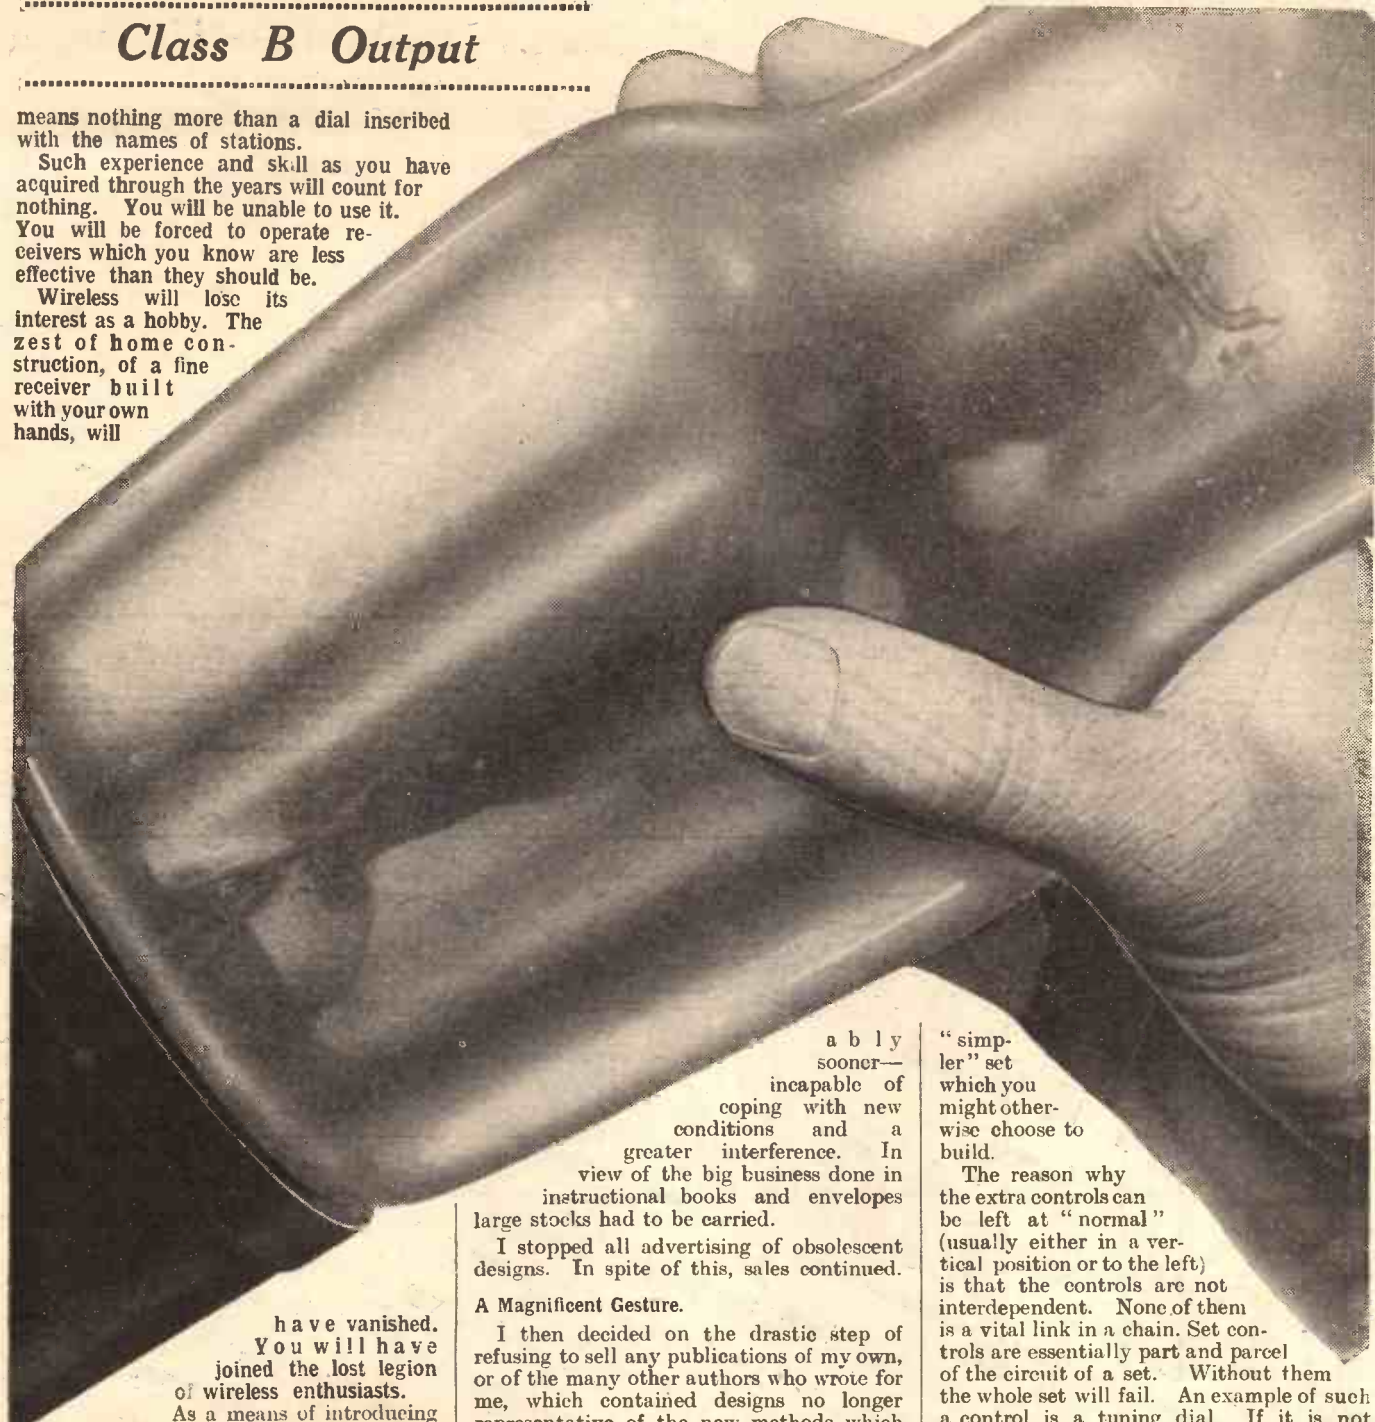 Class B Output
means nothing more than a dial inscribed
with the names of stations.
Such experience and skill as you have
acquired through the years will count for
nothing. You will be unable to use it.
You will be forced to operate re-
ceivers which you know are less
effective than they should be.
Wireless will lose its
interest as a hobby. The
zest of home con-
struction, of a fine
receiver built
with your own
hands, will
have vanished.
You will have
joined the lost legion
of wireless enthusiasts.
As a means of introducing
ably
sooner—
incapable of
coping with new
conditions and a
greater interference. In
view of the big business done in
instructional books and envelopes
large stocks had to be carried.
I stopped all advertising of obsolescent
designs. In spite of this, sales continued.
A Magnificent Gesture.
I then decided on the drastic step of
refusing to sell any publications of my own,
or of the many other authors who wrote for
me, which contained designs no longer
representative of the new methods which
“simp-
ler” set
which you
might other-
wise choose to
build.
The reason why
the extra controls can
be left at “normal”
(usually either in a ver-
tical position or to the left)
is that the controls are not
interdependent. None of them
is a vital link in a chain. Set con-
trols are essentially part and parcel
of the circuit of a set. Without them
the whole set will fail. An example of such
a control is a tuning dial. If it is not